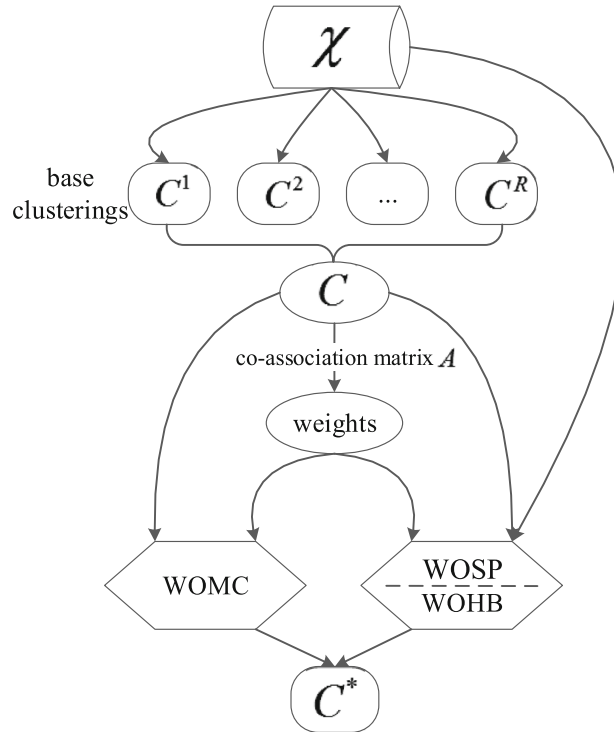 χ
base
clusterings
C¹ C² ... Cᴿ
C
co-association matrix A
weights
WOMC
WOSP
WOHB
C*